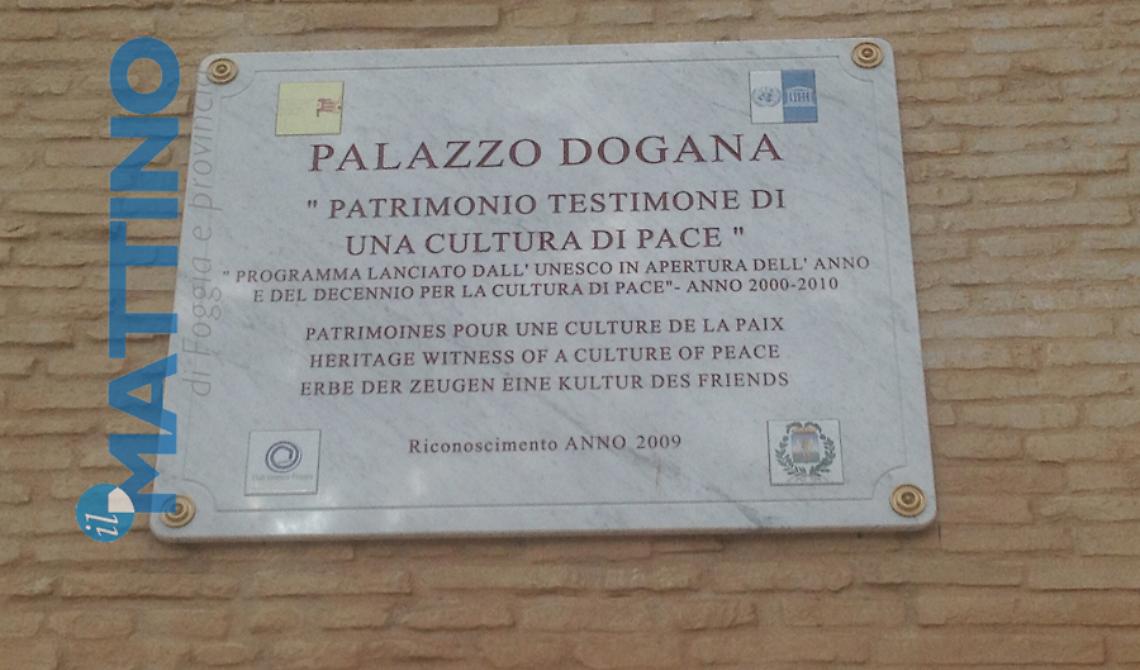 PALAZZO DOGANA
" PATRIMONIO TESTIMONE DI
UNA CULTURA DI PACE "
" PROGRAMMA LANCIATO DALL' UNESCO IN APERTURA DELL' ANNO
E DEL DECENNIO PER LA CULTURA DI PACE"- ANNO 2000-2010
PATRIMOINES POUR UNE CULTURE DE LA PAIX
HERITAGE WITNESS OF A CULTURE OF PEACE
ERBE DER ZEUGEN EINE KULTUR DES FRIENDS
Riconoscimento ANNO 2009
il MATTINO
di Foggia e provincia